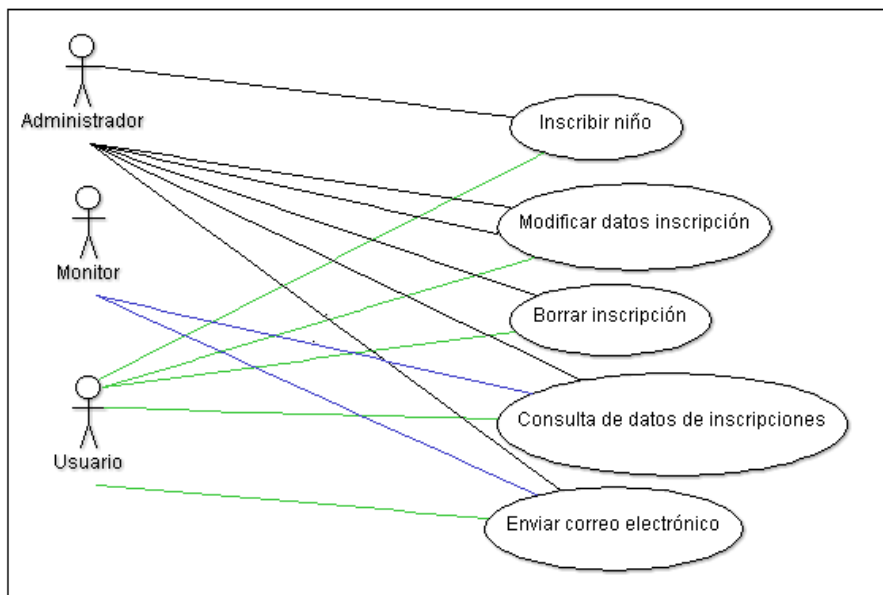 Administrador
Inscribir niño
Modificar datos inscripción
Monitor
Borrar inscripción
Consulta de datos de inscripciones
Usuario
Enviar correo electrónico